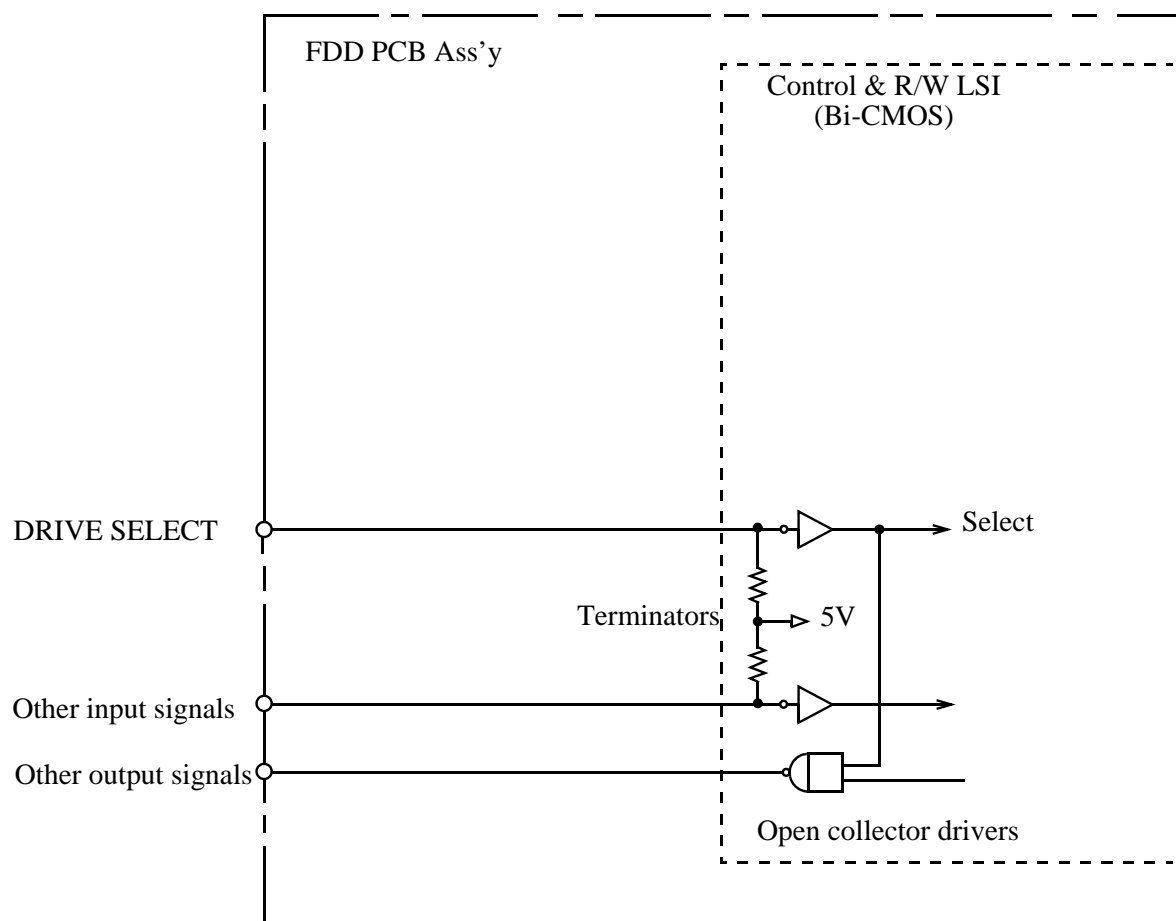 FDD PCB Ass'y
Control & R/W LSI
(Bi-CMOS)
DRIVE SELECT
Select
Terminators
5V
Other input signals
Other output signals
Open collector drivers